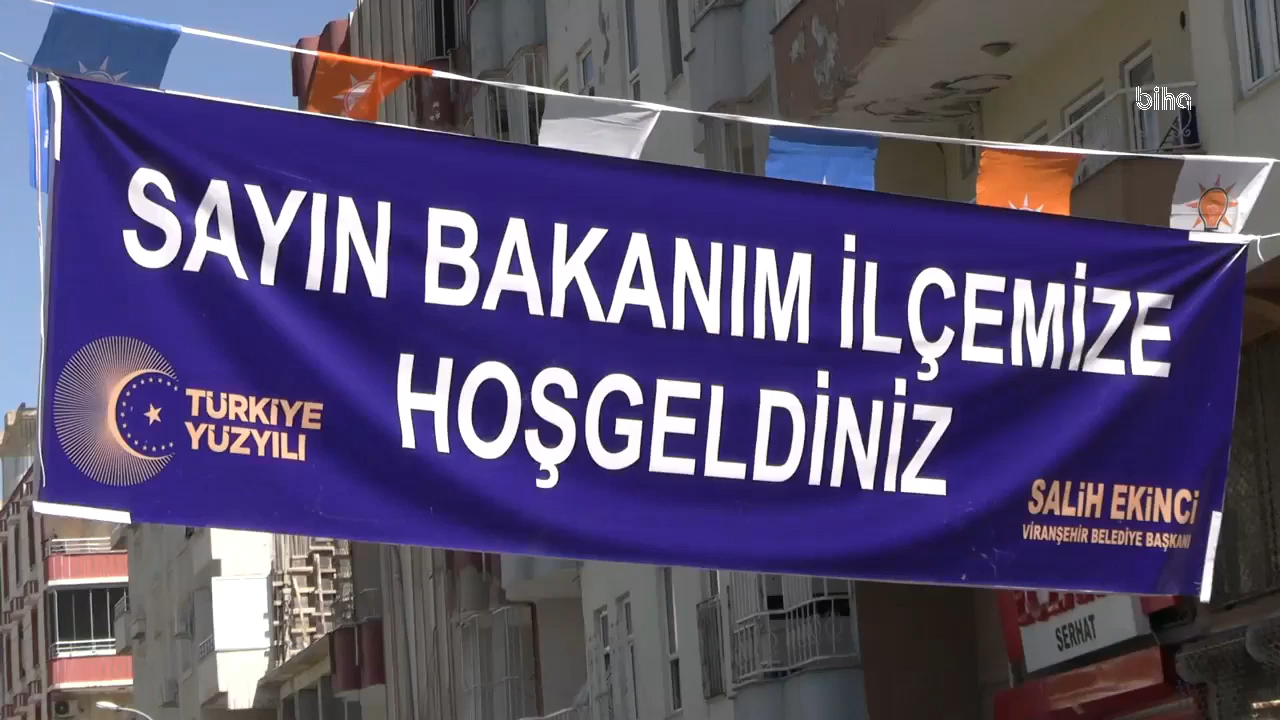 biha
SAYIN BAKANIM İLÇEMİZE
HOŞGELDİNİZ
TÜRKİYE
YÜZYILI
SALİH EKİNCİ
VİRANŞEHİR BELEDİYE BAŞKANI
SERHAT